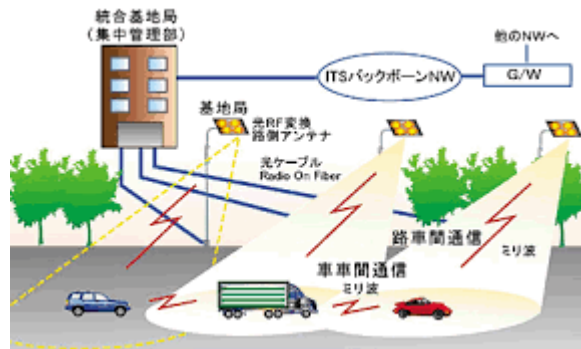 統合基地局
(集中管理部)
他のNWへ
ITSバックボーンNW
G/W
基地局
光RF変換
路側アンテナ
光ケーブル
Radio On Fiber
路車間通信
ミリ波
車車間通信
ミリ波